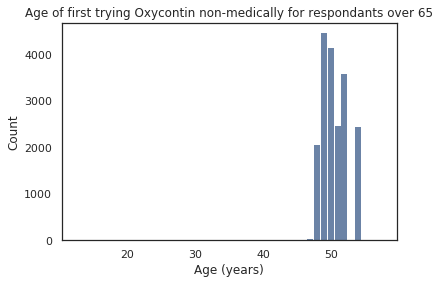 Age of first trying Oxycontin non-medically for respondants over 65
4000
3000
2000
1000
0
Count
20 30 40 50
Age (years)